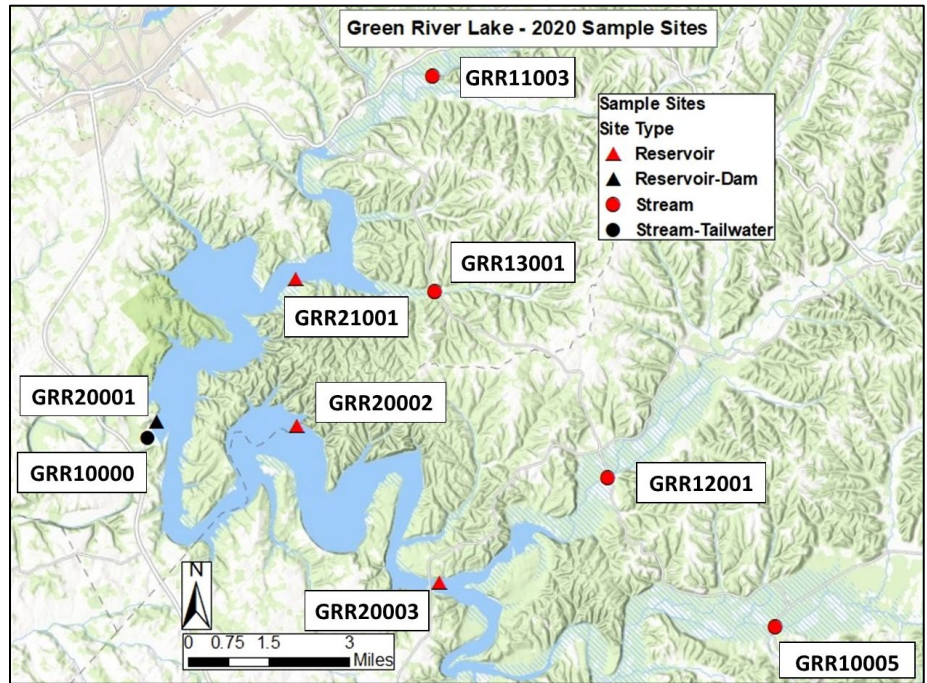 Green River Lake - 2020 Sample Sites
GRR11003
Sample Sites
Site Type
Reservoir
Reservoir-Dam
Stream
Stream-Tailwater
GRR13001
GRR21001
GRR20001
GRR20002
GRR10000
GRR12001
N
GRR20003
0 0.75 1.5 3
Miles
GRR10005